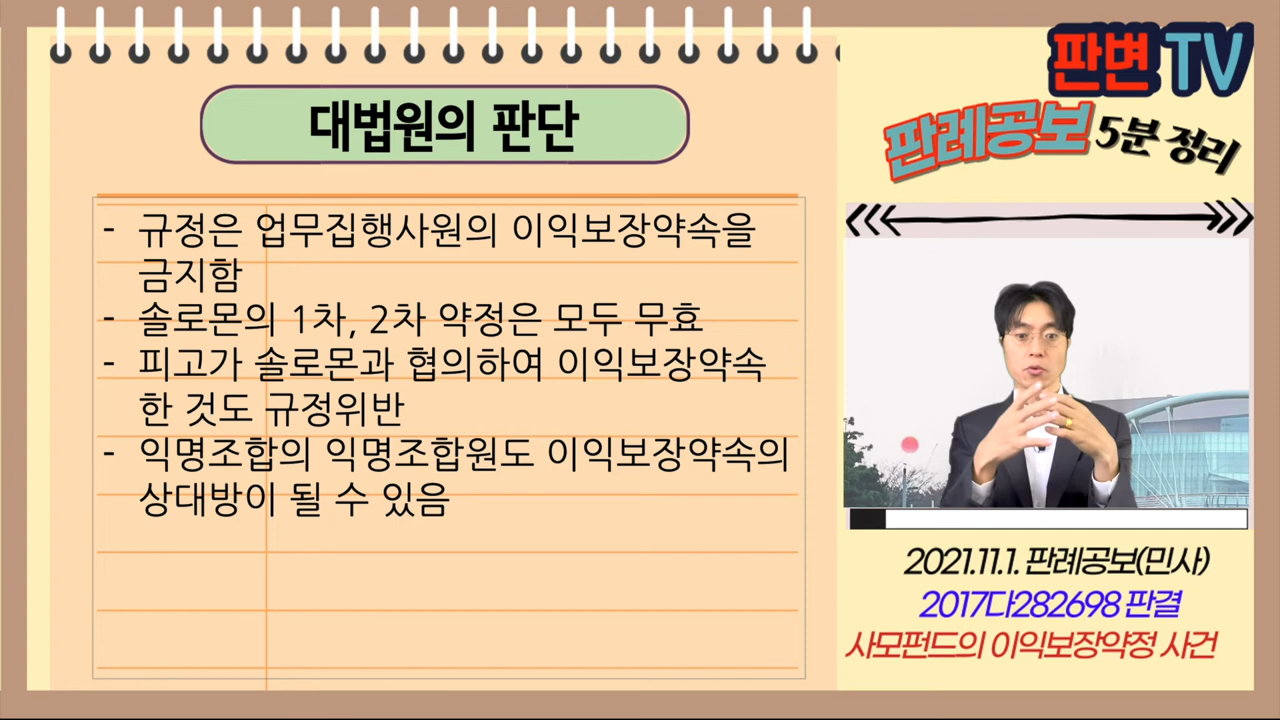 대법원의 판단
- 규정은 업무집행사원의 이익보장약속을
금지함
- 솔로몬의 1차, 2차 약정은 모두 무효
- 피고가 솔로몬과 협의하여 이익보장약속
한 것도 규정위반
- 익명조합의 익명조합원도 이익보장약속의
상대방이 될 수 있음
판변 TV
판례공보 5분 정리
2021.11.1. 판례공보(민사)
2017다282698 판결
사모펀드의 이익보장약정 사건